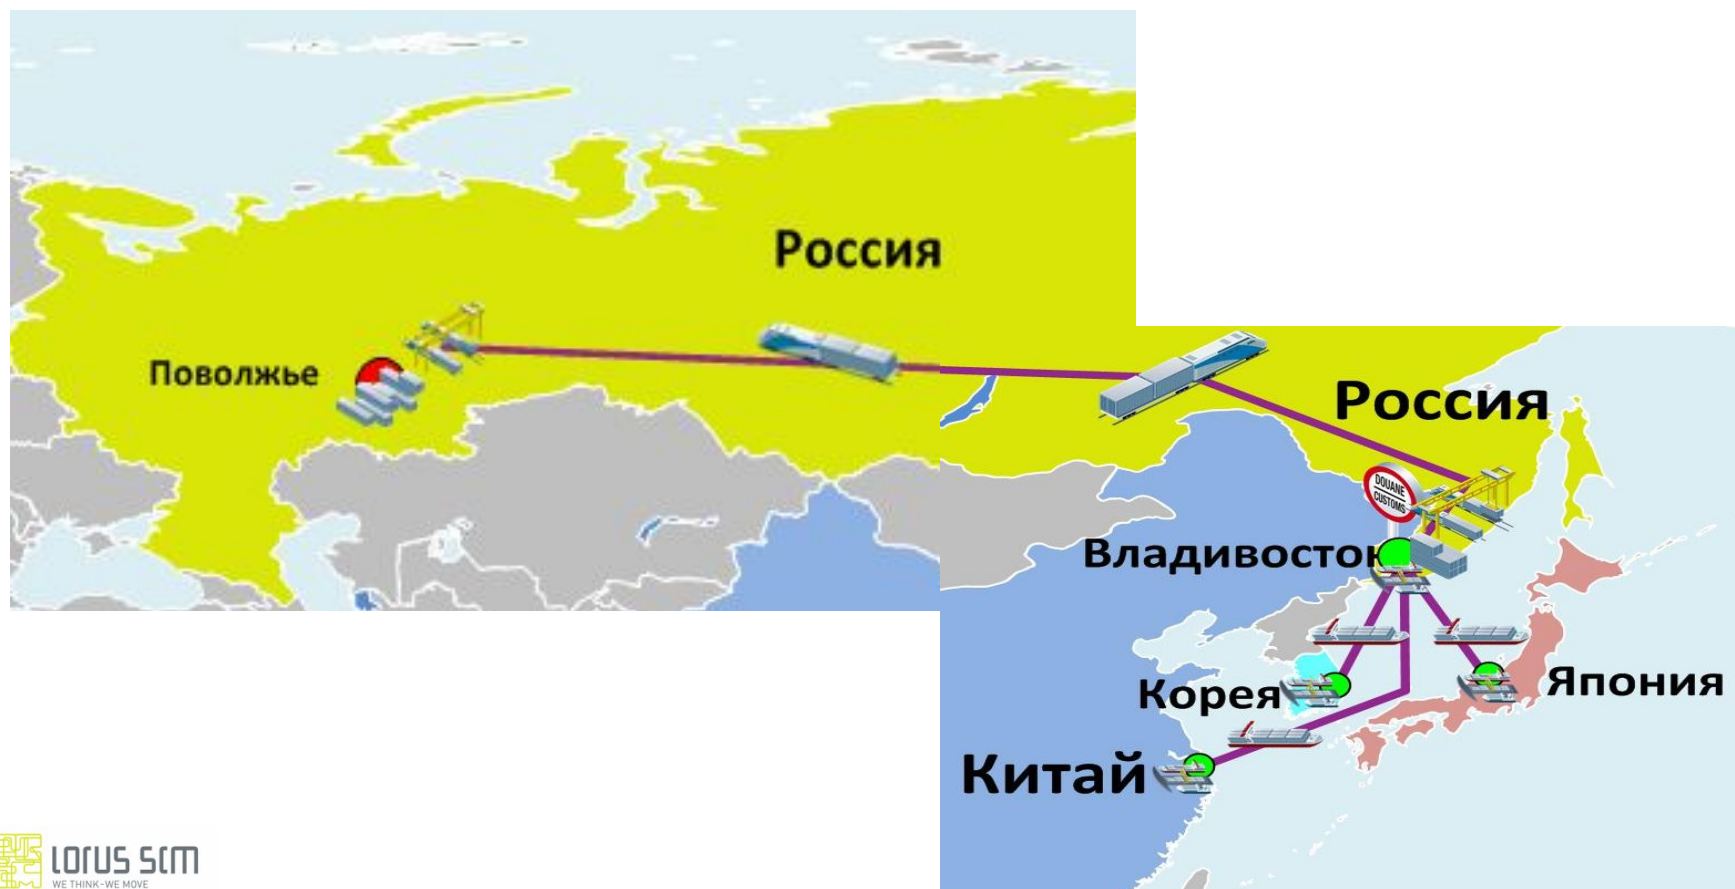 Россия
Поволжье
Россия
DOUANE
CUSTOMS
Владивосток
Корея
Япония
Китай
LORUS SCM
WE THINK-WE MOVE